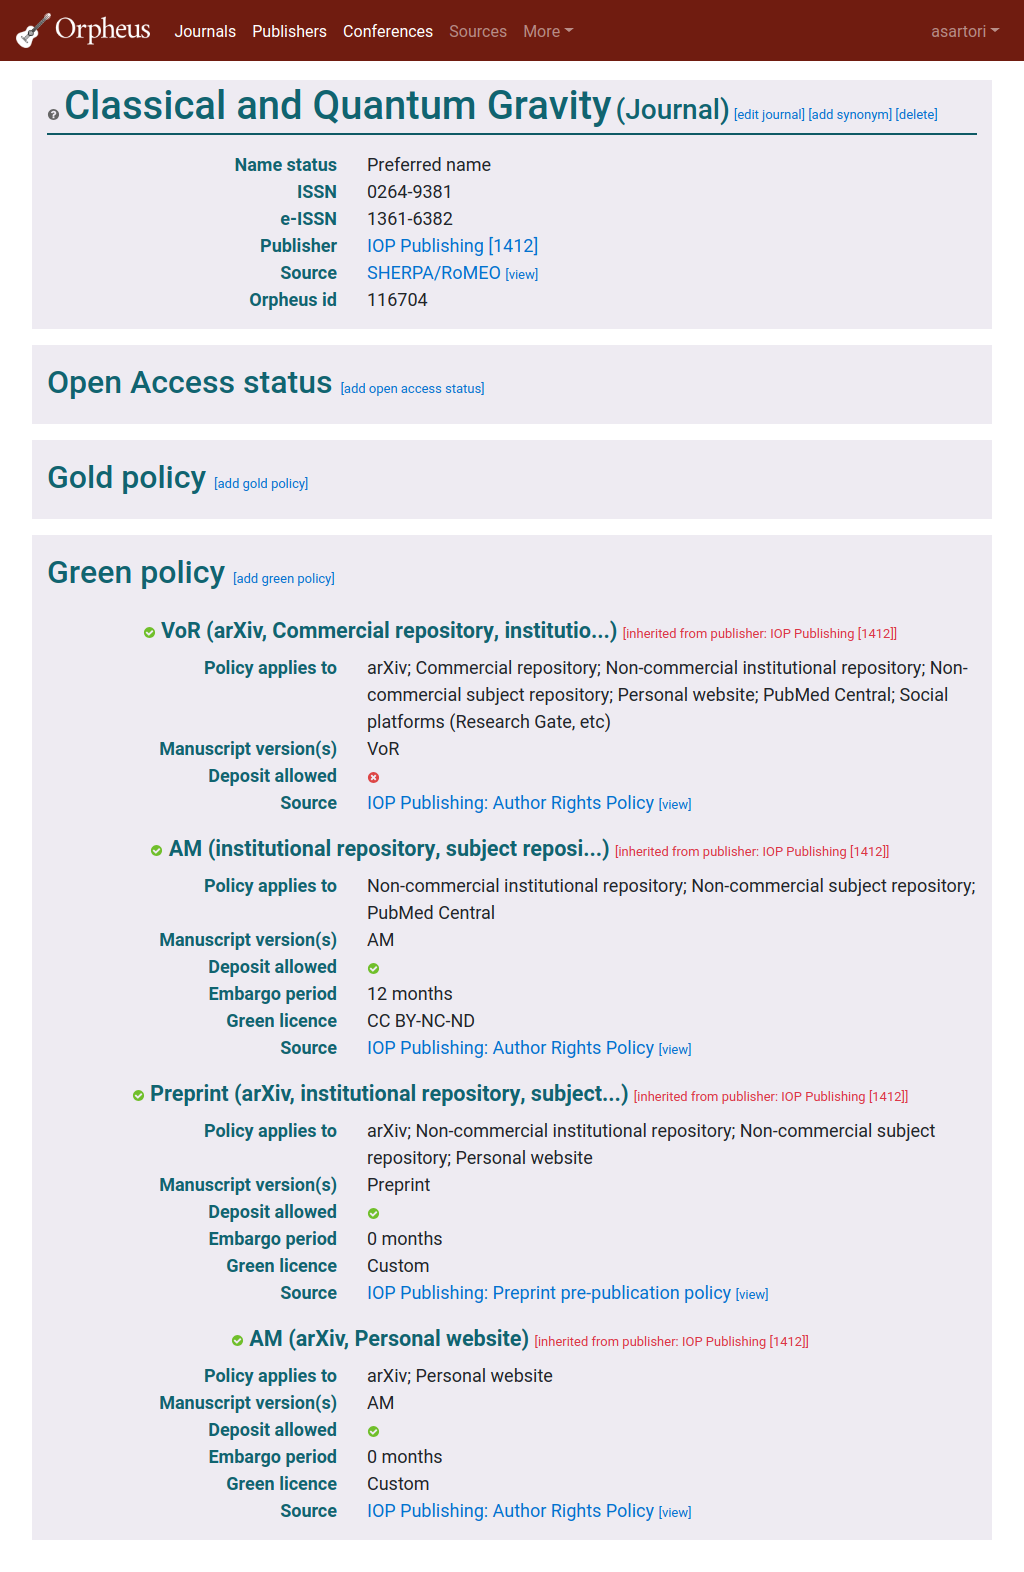 Orpheus Journals Publishers Conferences Sources More asartori
Classical and Quantum Gravity (Journal) [edit journal] [add synonym] [delete]
Name status Preferred name
ISSN 0264-9381
e-ISSN 1361-6382
Publisher IOP Publishing [1412]
Source SHERPA/RoMEO [view]
Orpheus id 116704
Open Access status [add open access status]
Gold policy [add gold policy]
Green policy [add green policy]
VoR (arXiv, Commercial repository, institutio...) [inherited from publisher: IOP Publishing [1412]]
Policy applies to arXiv; Commercial repository; Non-commercial institutional repository; Non-
commercial subject repository; Personal website; PubMed Central; Social
platforms (Research Gate, etc)
Manuscript version(s) VoR
Deposit allowed
Source IOP Publishing: Author Rights Policy [view]
AM (institutional repository, subject reposi...) [inherited from publisher: IOP Publishing [1412]]
Policy applies to Non-commercial institutional repository; Non-commercial subject repository;
PubMed Central
Manuscript version(s) AM
Deposit allowed
Embargo period 12 months
Green licence CC BY-NC-ND
Source IOP Publishing: Author Rights Policy [view]
Preprint (arXiv, institutional repository, subject...) [inherited from publisher: IOP Publishing [1412]]
Policy applies to arXiv; Non-commercial institutional repository; Non-commercial subject
repository; Personal website
Manuscript version(s) Preprint
Deposit allowed
Embargo period 0 months
Green licence Custom
Source IOP Publishing: Preprint pre-publication policy [view]
AM (arXiv, Personal website) [inherited from publisher: IOP Publishing [1412]]
Policy applies to arXiv; Personal website
Manuscript version(s) AM
Deposit allowed
Embargo period 0 months
Green licence Custom
Source IOP Publishing: Author Rights Policy [view]